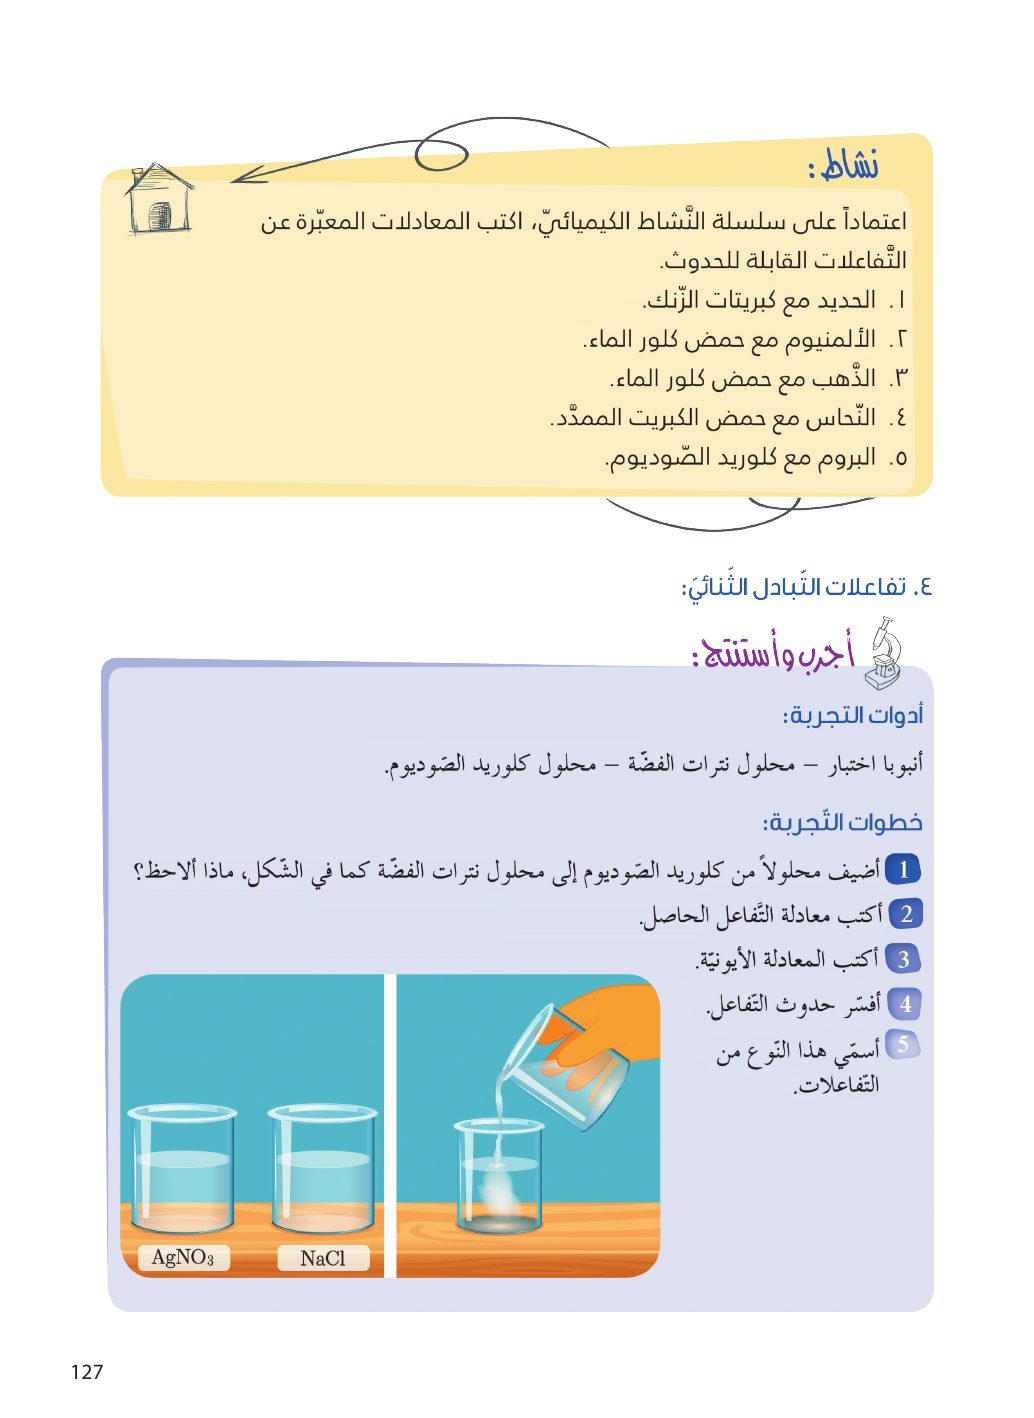 نشاط:
اعتماداً على سلسلة النَّشاط الكيميائيّ، اكتب المعادلات المعبّرة عن
التَّفاعلات القابلة للحدوث.
١. الحديد مع كبريتات الزّنك.
٢. الألمنيوم مع حمض كلور الماء.
٣. الذَّهب مع حمض كلور الماء.
٤. النّحاس مع حمض الكبريت الممدَّد.
٥. البروم مع كلوريد الصّوديوم.
٤. تفاعلات التّبادل الثّنائيّ:
أجرب وأستنتج:
أدوات التجربة:
أنبوبا اختبار – محلول نترات الفضّة – محلول كلوريد الصّوديوم.
خطوات التّجربة:
1 أضيف محلولاً من كلوريد الصّوديوم إلى محلول نترات الفضّة كما في الشّكل، ماذا ألاحظ؟
2 أكتب معادلة التَّفاعل الحاصل.
3 أكتب المعادلة الأيونيّة.
4 أفسّر حدوث التّفاعل.
5 أسمّي هذا النّوع من
التّفاعلات.
AgNO₃
NaCl
127